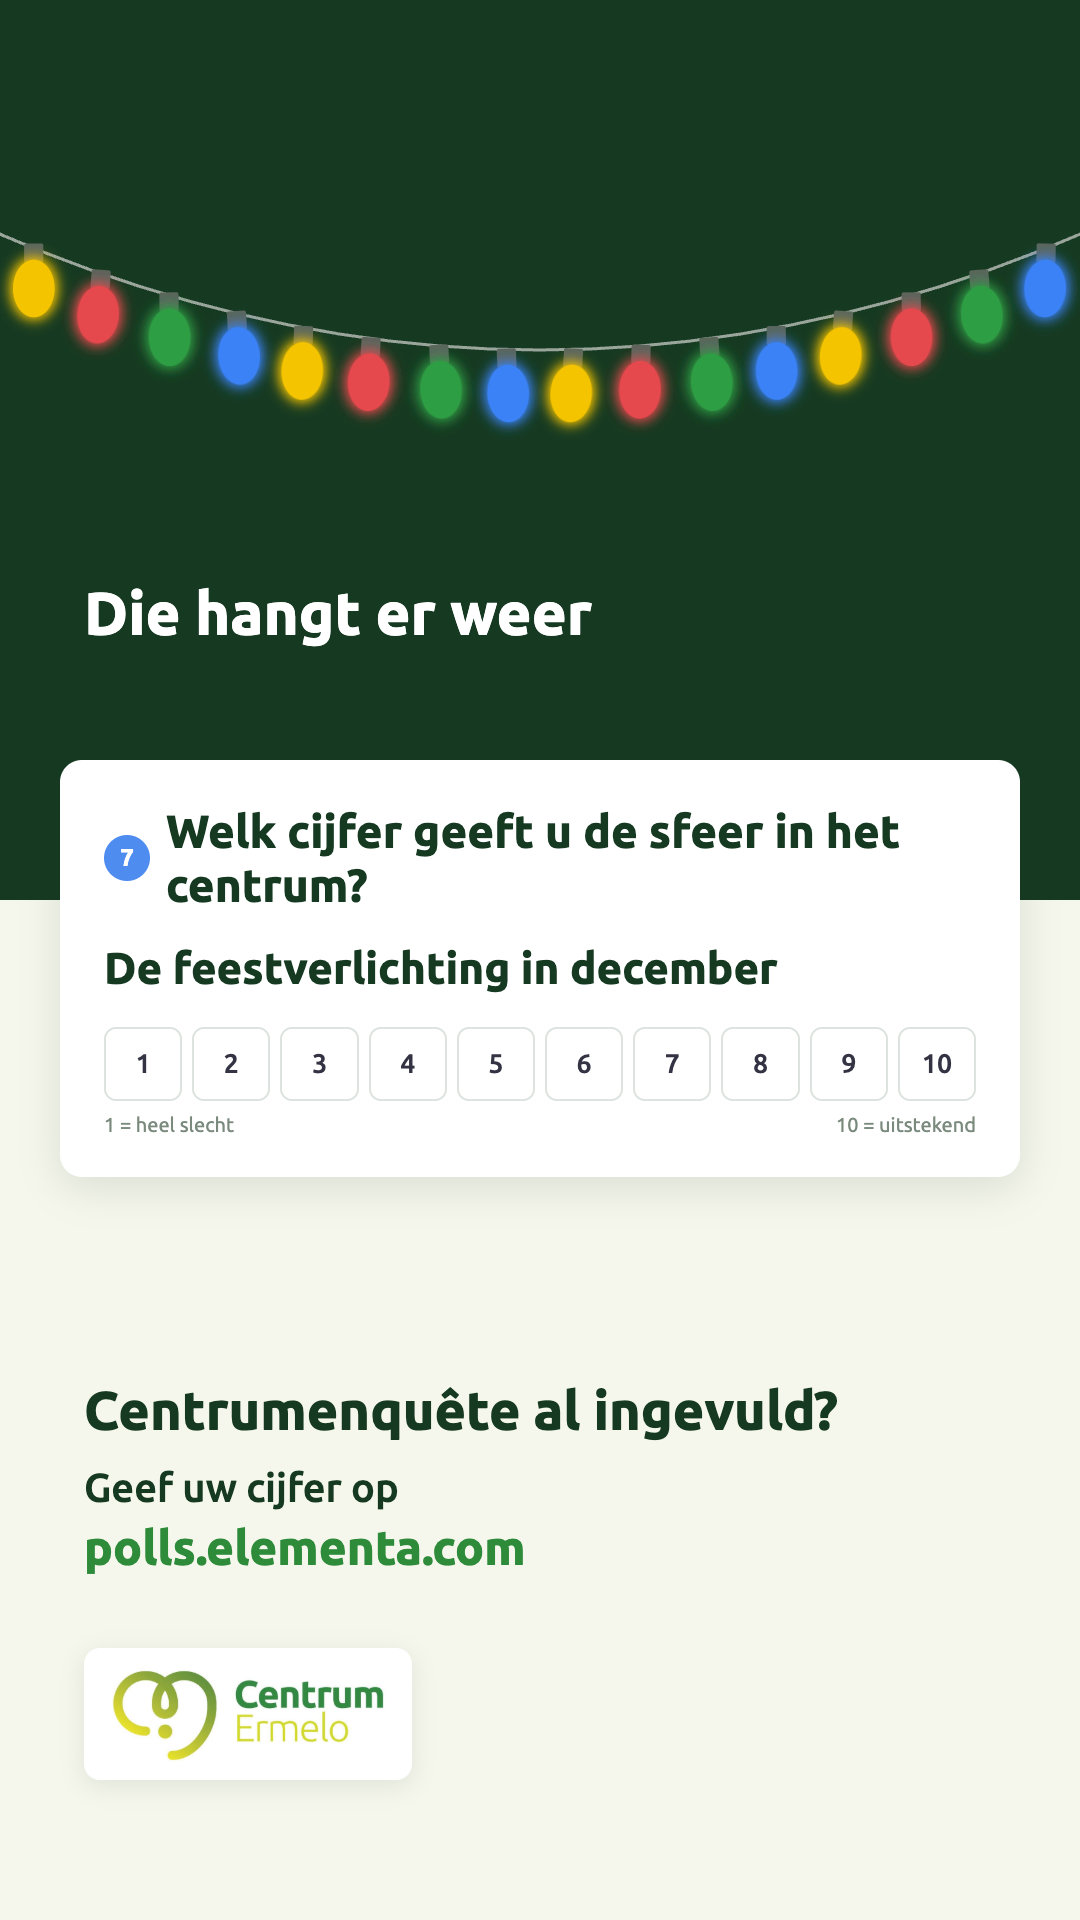 Die hangt er weer
7
Welk cijfer geeft u de sfeer in het
centrum?
De feestverlichting in december
1 2 3 4 5 6 7 8 9 10
1 = heel slecht 10 = uitstekend
Centrumenquête al ingevuld?
Geef uw cijfer op
polls.elementa.com
Centrum
Ermelo